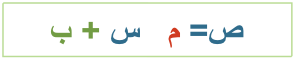 ص= م س + ب